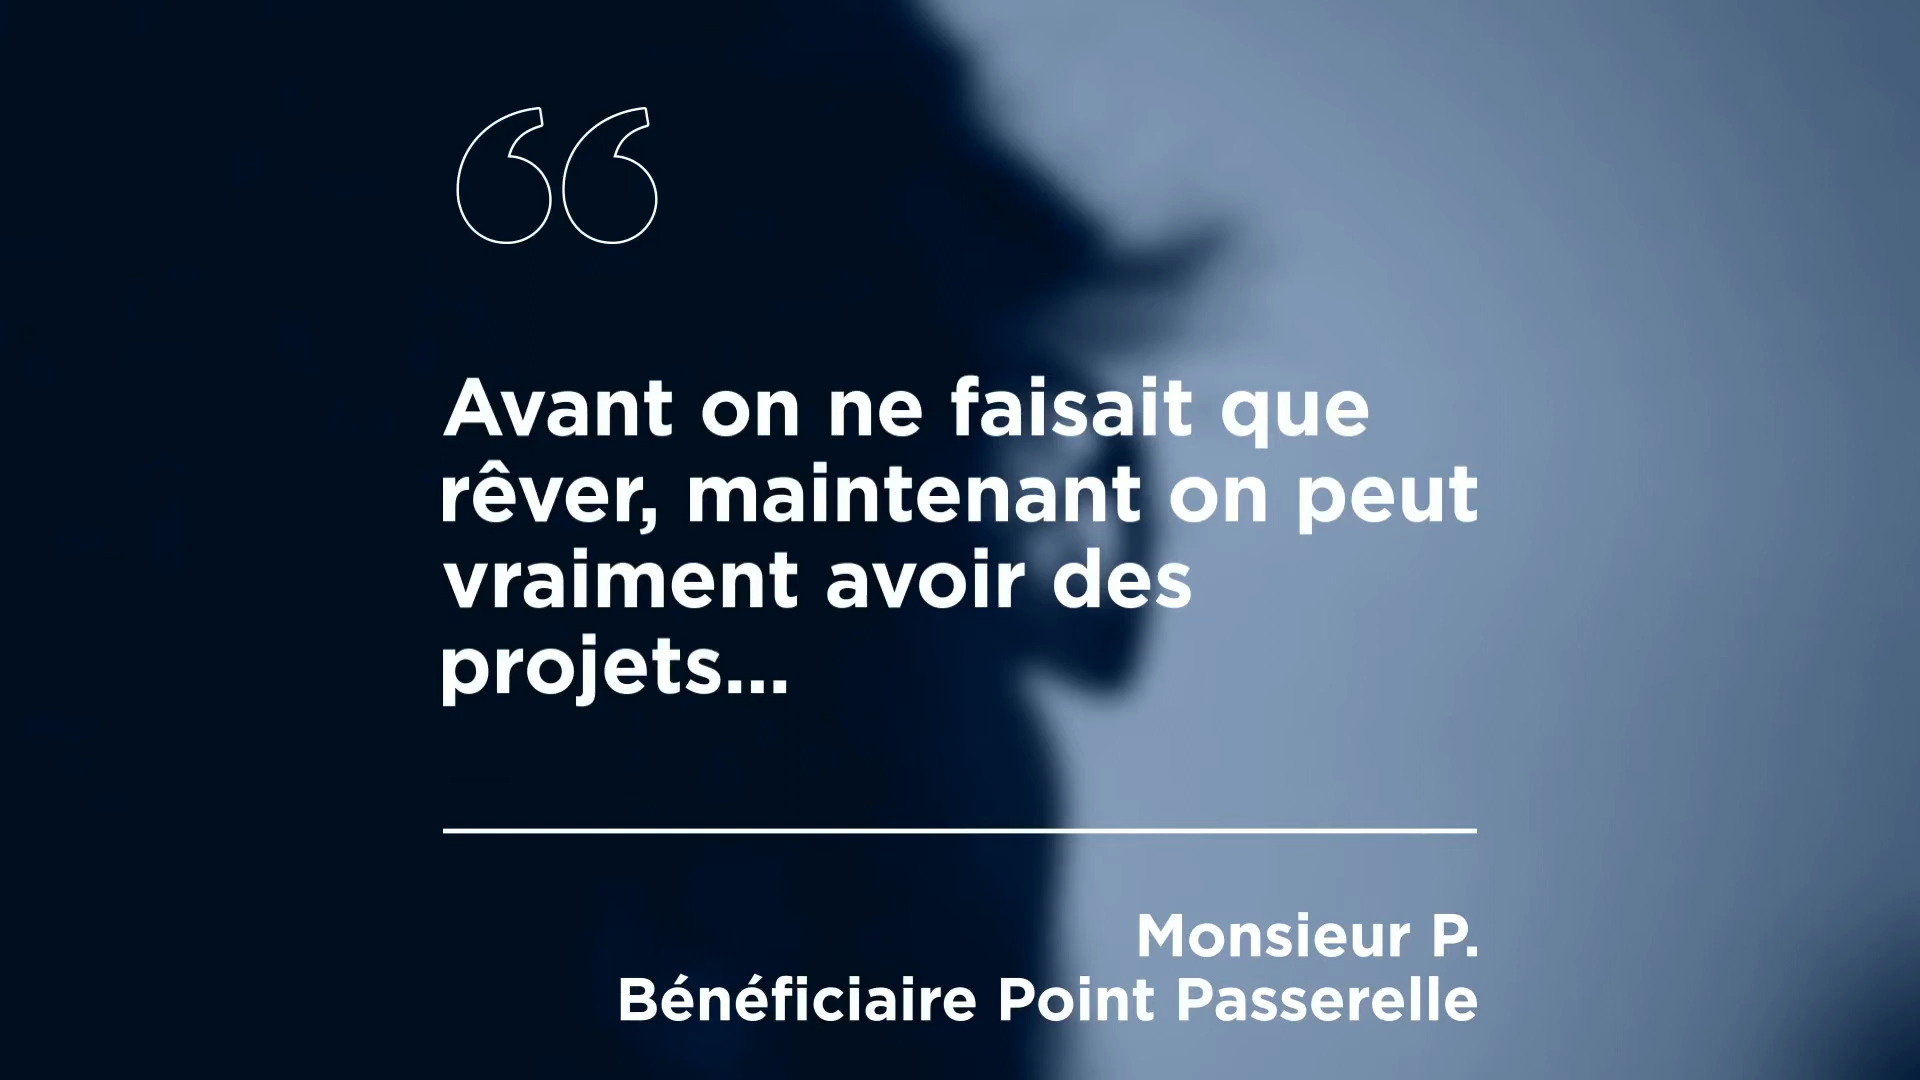 “
Avant on ne faisait que
rêver, maintenant on peut
vraiment avoir des
projets...
Monsieur P.
Bénéficiaire Point Passerelle